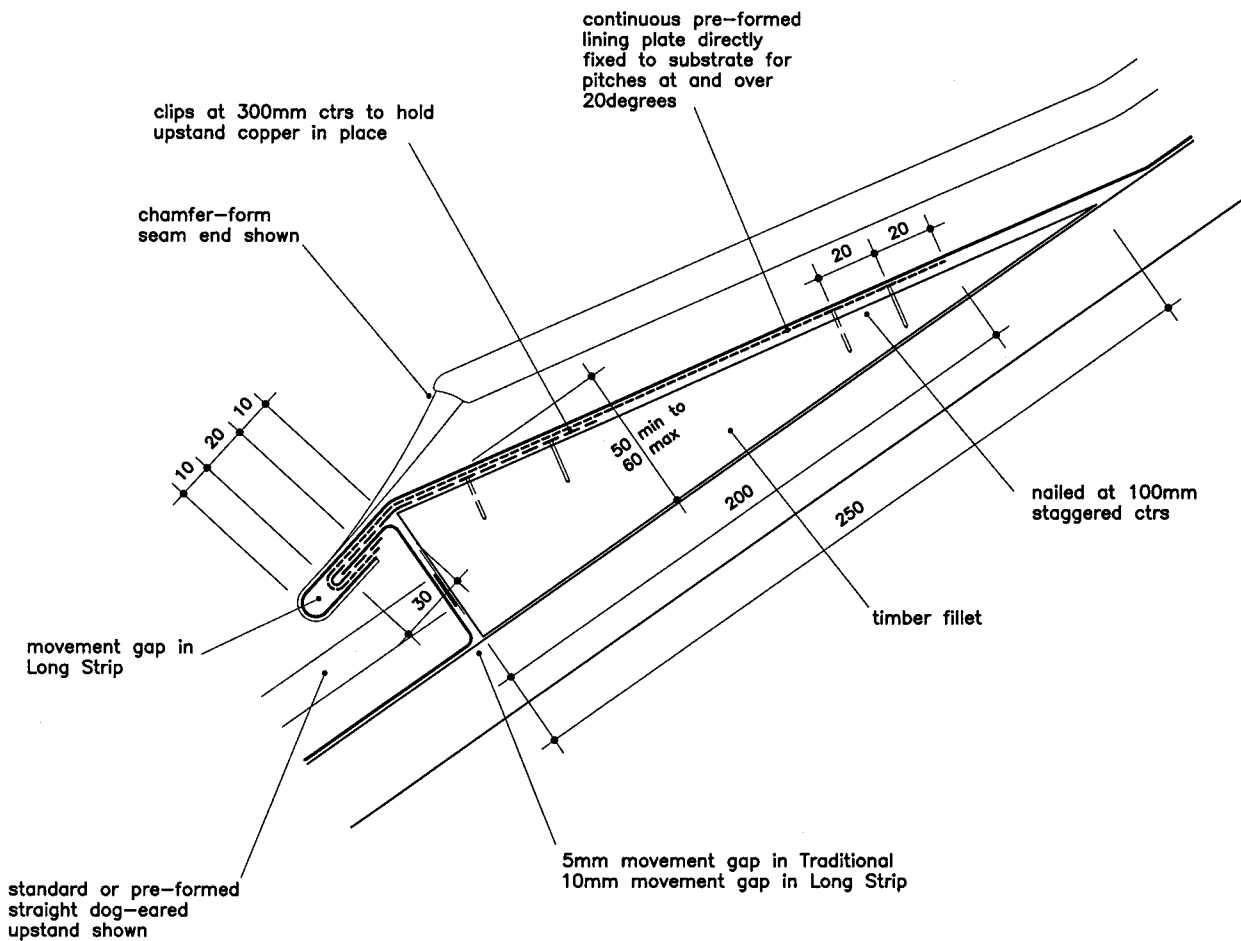 continuous pre-formed
lining plate directly
fixed to substrate for
pitches at and over
20degrees
clips at 300mm ctrs to hold
upstand copper in place
chamfer-form
seam end shown
20
20
10
20
10
50 min to
60 max
200
250
nailed at 100mm
staggered ctrs
30
timber fillet
movement gap in
Long Strip
5mm movement gap in Traditional
10mm movement gap in Long Strip
standard or pre-formed
straight dog-eared
upstand shown